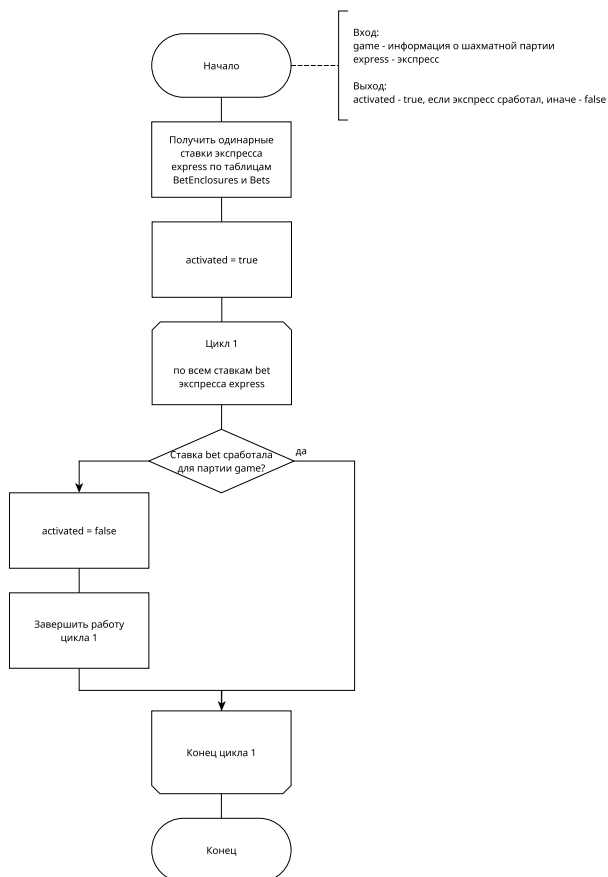 Вход:
game - информация о шахматной партии
express - экспресс
Выход:
activated - true, если экспресс сработал, иначе - false
Начало
Получить одинарные
ставки экспресса
express по таблицам
BetEnclosures и Bets
activated = true
Цикл 1
по всем ставкам bet
экспресса express
Ставка bet сработала
для партии game?
да
activated = false
Завершить работу
цикла 1
Конец цикла 1
Конец